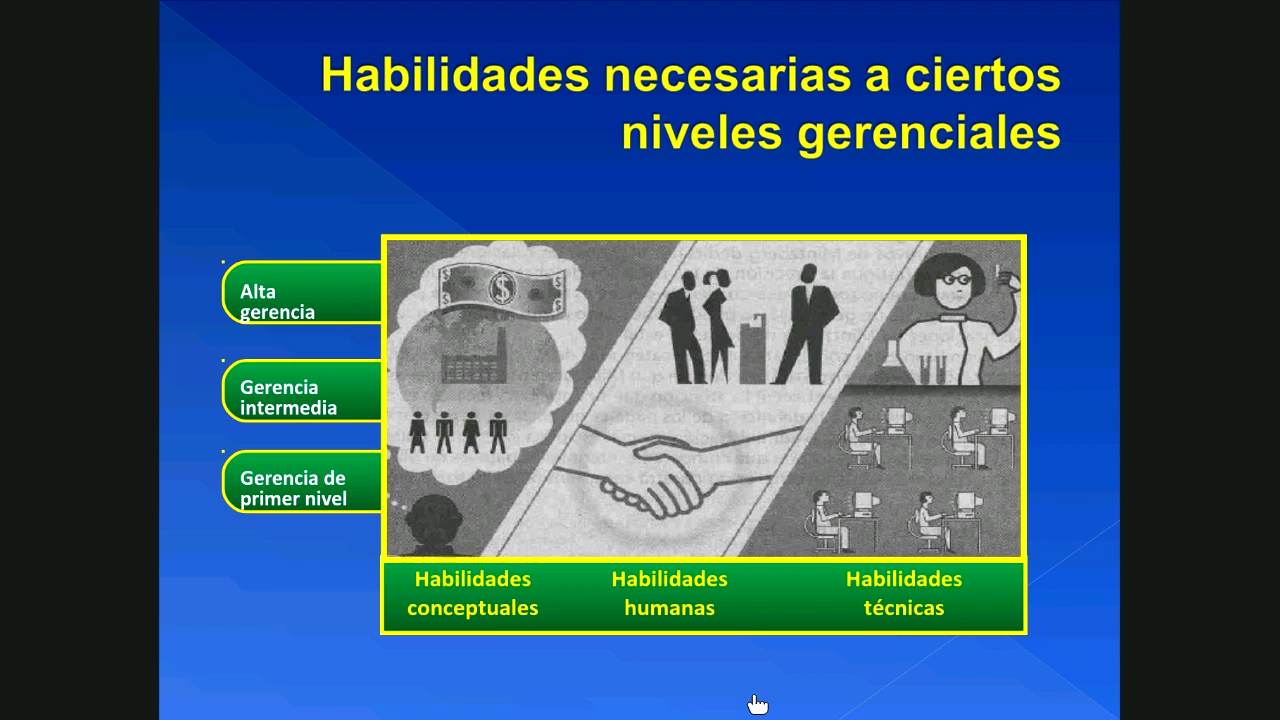 Habilidades necesarias a ciertos
niveles gerenciales
Alta
gerencia
Gerencia
intermedia
Gerencia de
primer nivel
Habilidades
conceptuales
Habilidades
humanas
Habilidades
técnicas